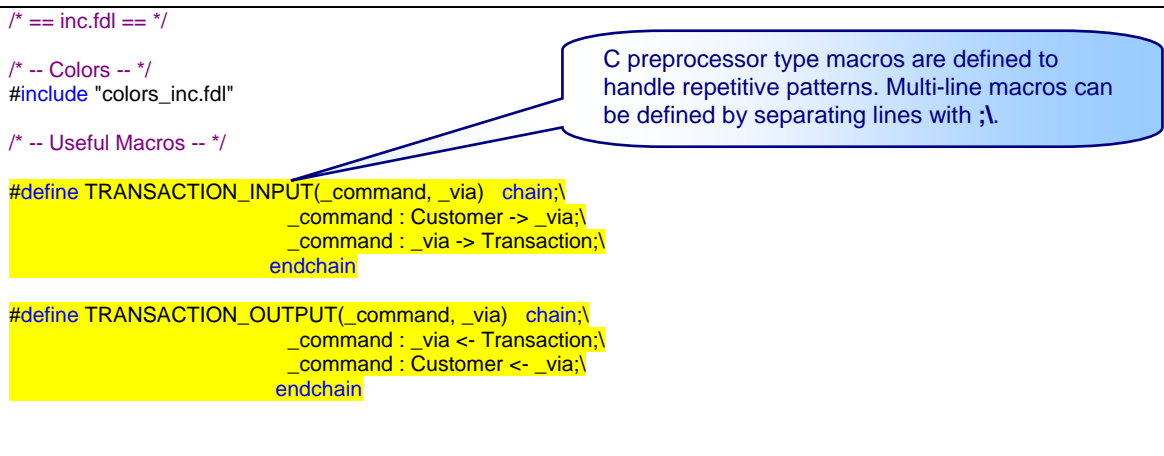 /* == inc.fdl == */
/* -- Colors -- */
#include "colors_inc.fdl"
/* -- Useful Macros -- */
C preprocessor type macros are defined to
handle repetitive patterns. Multi-line macros can
be defined by separating lines with ;\.
#define TRANSACTION_INPUT(_command, _via) chain;\
_command : Customer -> _via;\
_command : _via -> Transaction;\
endchain
#define TRANSACTION_OUTPUT(_command, _via) chain;\
_command : _via <- Transaction;\
_command : Customer <- _via;\
endchain